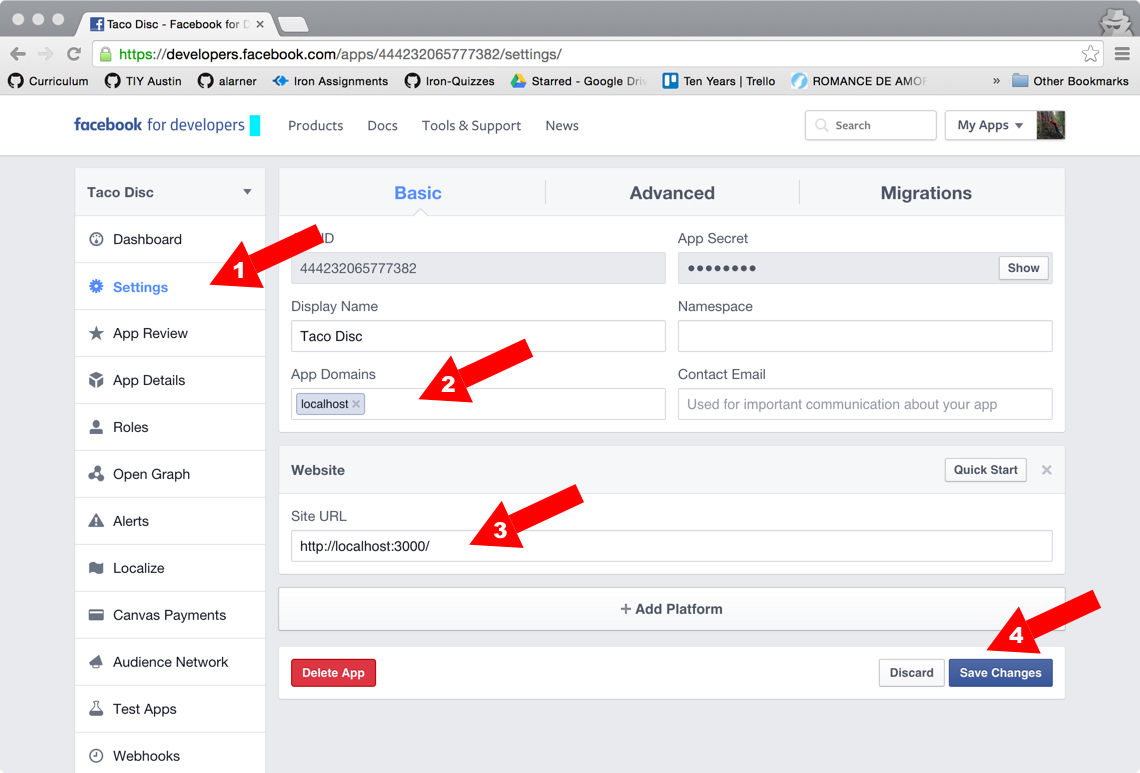 Taco Disc - Facebook for D
https://developers.facebook.com/apps/444232065777382/settings/
Curriculum TIY Austin alarner Iron Assignments Iron-Quizzes Starred - Google Driv Ten Years | Trello ROMANCE DE AMOR » Other Bookmarks
facebook for developers Products Docs Tools & Support News Search My Apps
Taco Disc
Basic Advanced Migrations
Dashboard
Settings
App Review
App Details
Roles
Open Graph
Alerts
Localize
Canvas Payments
Audience Network
Test Apps
Webhooks
1
ID
444232065777382
App Secret
●●●●●●●●
Show
Display Name
Taco Disc
Namespace
App Domains
localhost ×
2
Contact Email
Used for important communication about your app
Website
Quick Start ×
Site URL
http://localhost:3000/
3
+ Add Platform
4
Delete App
Discard
Save Changes